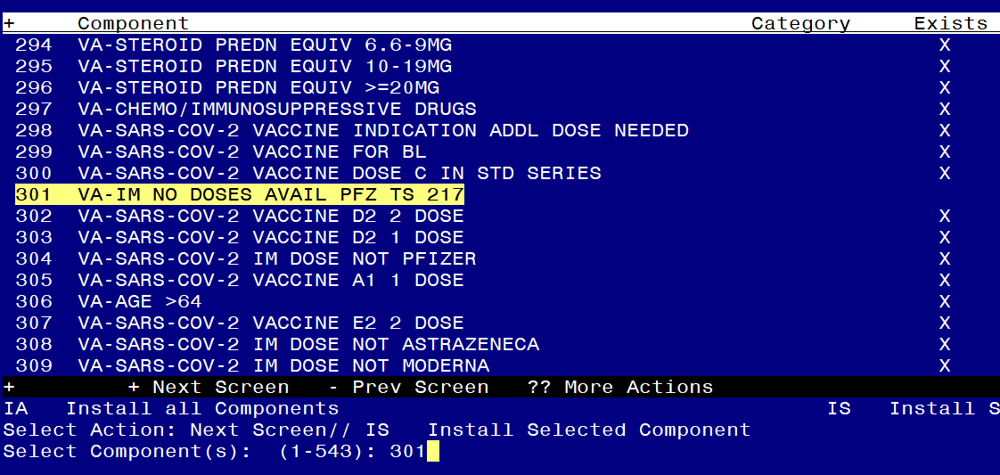 + Component Category Exists
294 VA-STEROID PREDN EQUIV 6.6-9MG X
295 VA-STEROID PREDN EQUIV 10-19MG X
296 VA-STEROID PREDN EQUIV >=20MG X
297 VA-CHEMO/IMMUNOSUPPRESSIVE DRUGS X
298 VA-SARS-COV-2 VACCINE INDICATION ADDL DOSE NEEDED X
299 VA-SARS-COV-2 VACCINE FOR BL X
300 VA-SARS-COV-2 VACCINE DOSE C IN STD SERIES X
301 VA-IM NO DOSES AVAIL PFZ TS 217
302 VA-SARS-COV-2 VACCINE D2 2 DOSE X
303 VA-SARS-COV-2 VACCINE D2 1 DOSE X
304 VA-SARS-COV-2 IM DOSE NOT PFIZER X
305 VA-SARS-COV-2 VACCINE A1 1 DOSE X
306 VA-AGE >64 X
307 VA-SARS-COV-2 VACCINE E2 2 DOSE X
308 VA-SARS-COV-2 IM DOSE NOT ASTRAZENECA X
309 VA-SARS-COV-2 IM DOSE NOT MODERNA X
+ + Next Screen - Prev Screen ?? More Actions
IA Install all Components IS Install S
Select Action: Next Screen// IS Install Selected Component
Select Component(s): (1-543): 301